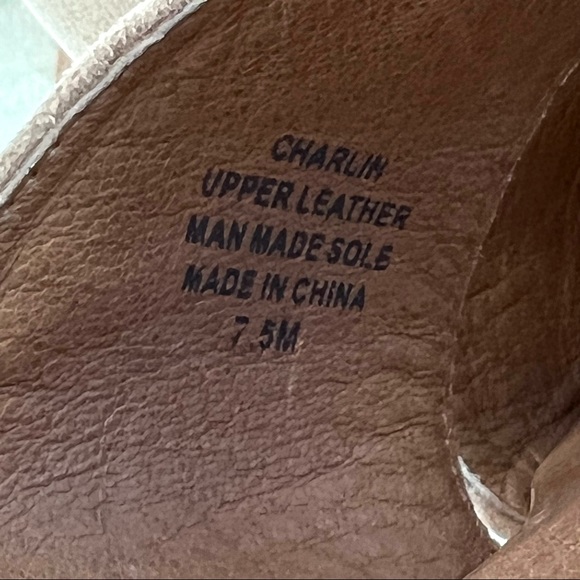 CHARLIN
UPPER LEATHER
MAN MADE SOLE
MADE IN CHINA
7.5M